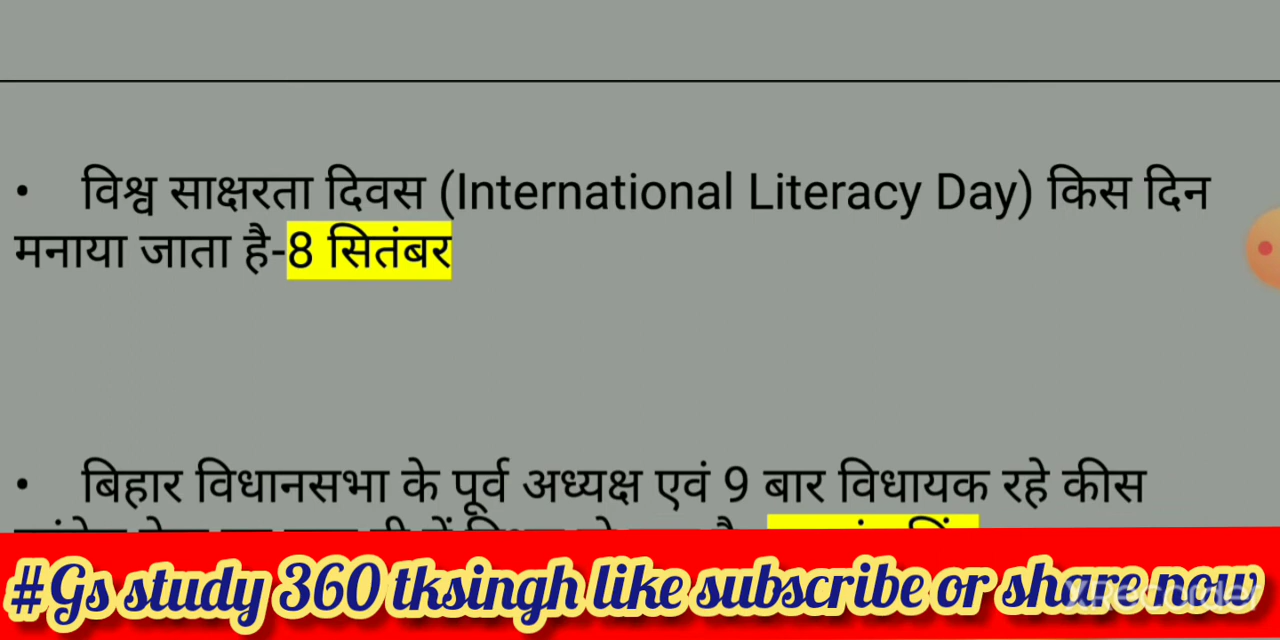 • विश्व साक्षरता दिवस (International Literacy Day) किस दिन
मनाया जाता है-8 सितंबर
• बिहार विधानसभा के पूर्व अध्यक्ष एवं 9 बार विधायक रहे कीस
#Gs study 360 tksingh like subscribe or share now
XRecorder